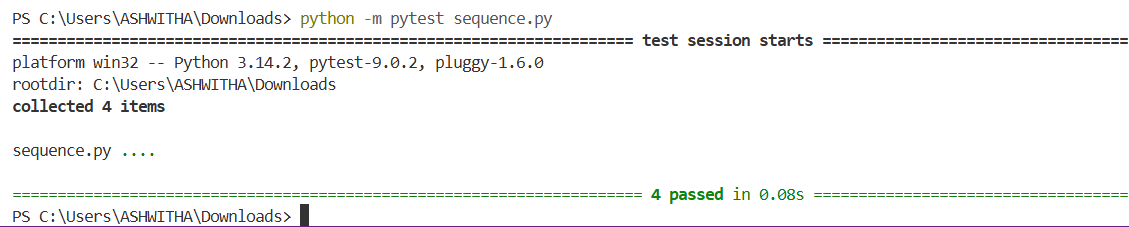 PS C:\Users\ASHWITHA\Downloads> python -m pytest sequence.py
===================================================================== test session starts ==================================
platform win32 -- Python 3.14.2, pytest-9.0.2, pluggy-1.6.0
rootdir: C:\Users\ASHWITHA\Downloads
collected 4 items
sequence.py ....
====================================================================== 4 passed in 0.08s ===================================
PS C:\Users\ASHWITHA\Downloads>